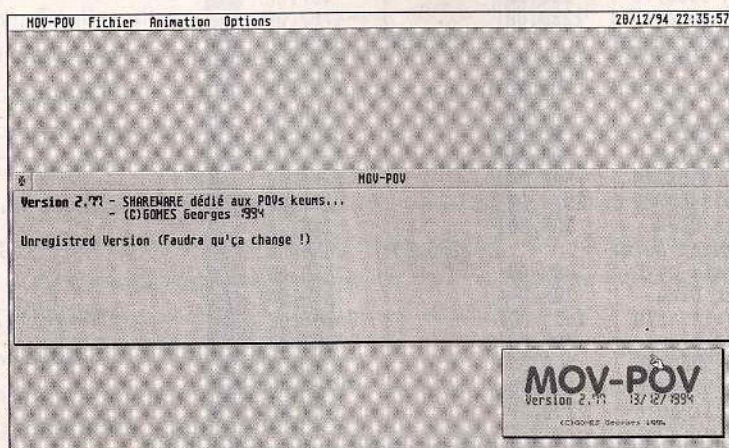 MOV-POV Fichier Animation Options 20/12/94 22:35:57
MOV-POV
Version 2.77 - SHAREWARE dédié aux POVs keums...
- (C)GOMES Georges 1994
Unregistred Version (Faudra qu'ça change !)
MOV-POV
Version 2.77 13/12/1994
(C)GOMES Georges 1994